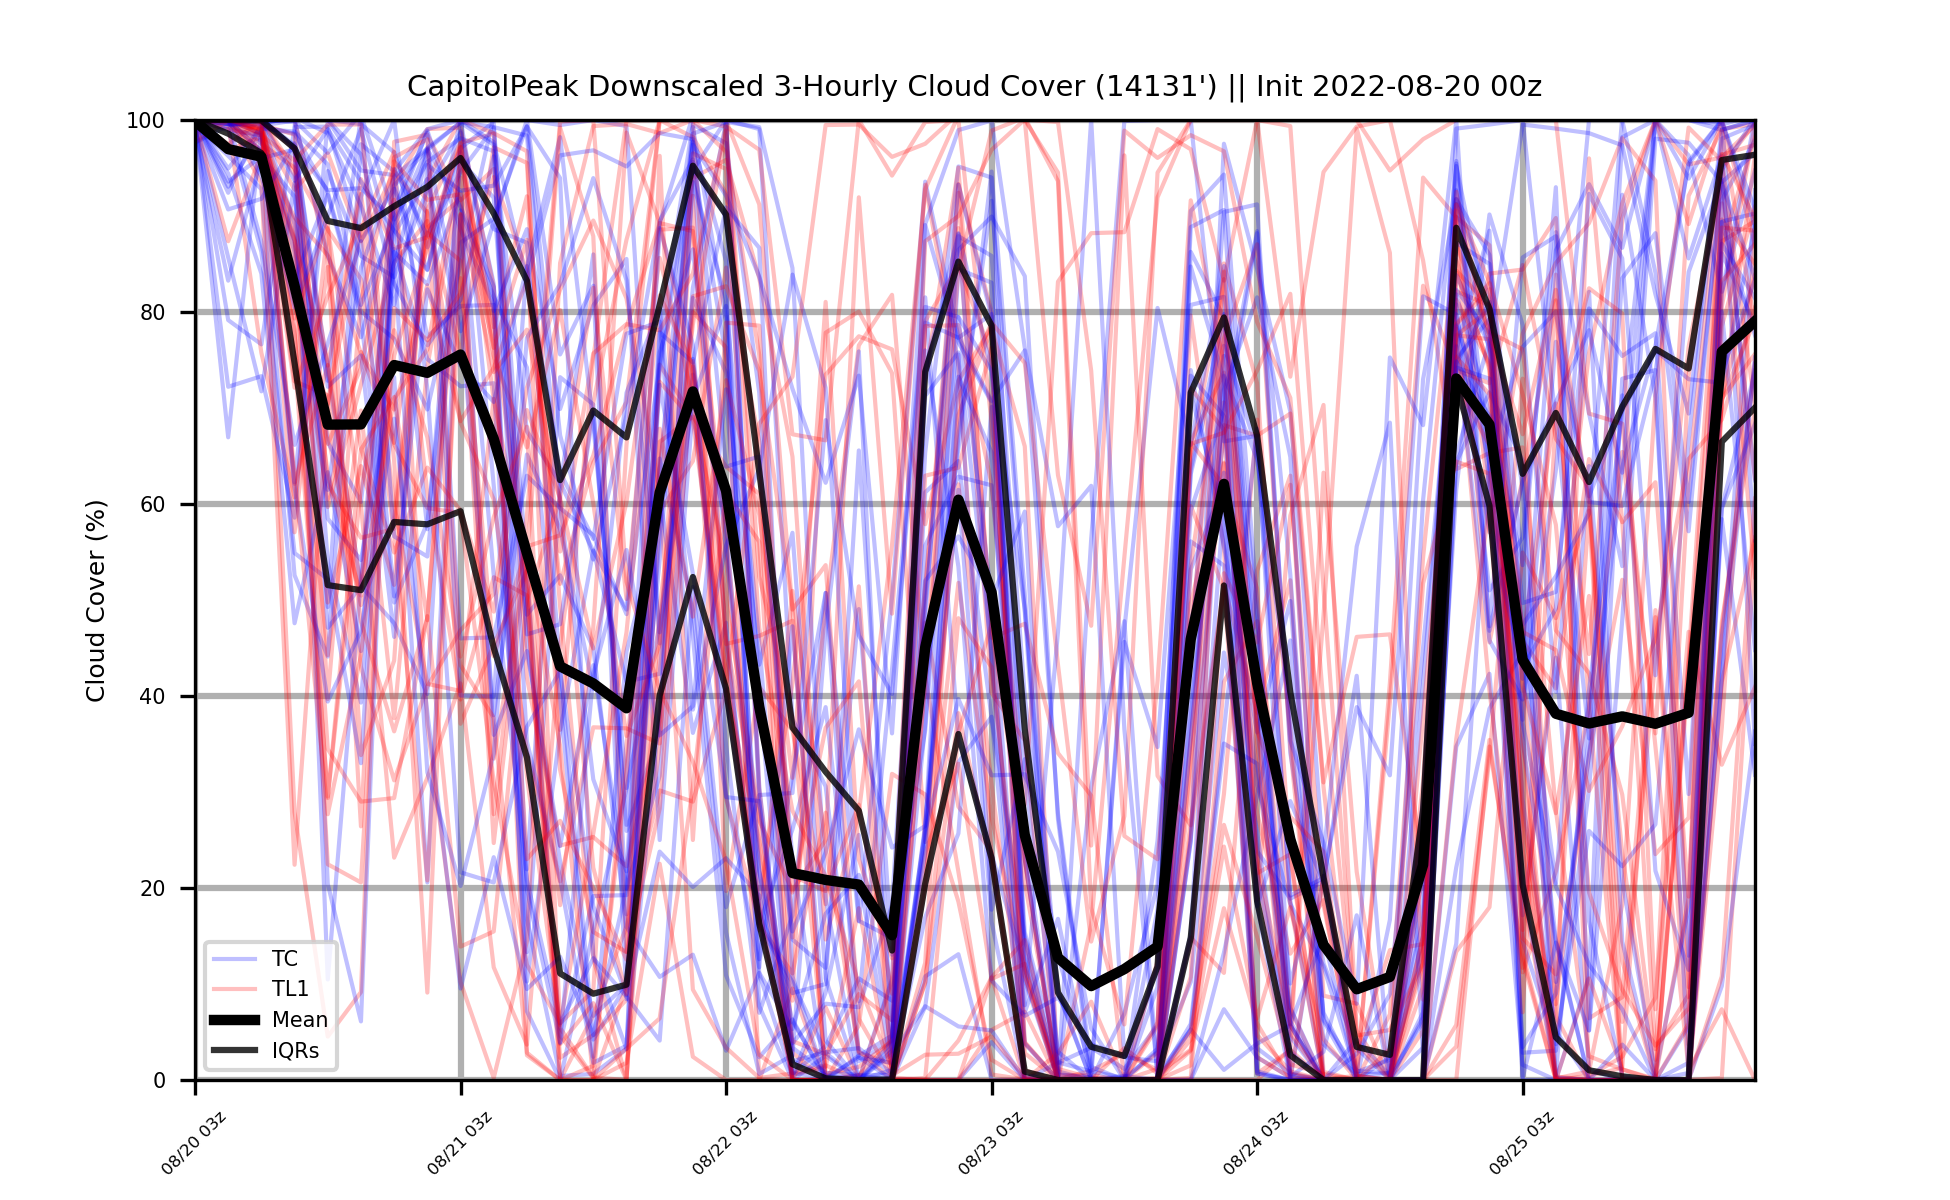 CapitolPeak Downscaled 3-Hourly Cloud Cover (14131') || Init 2022-08-20 00z
Cloud Cover (%)
100
80
60
40
20
0
TC
TL1
Mean
IQRs
08/20 03z
08/21 03z
08/22 03z
08/23 03z
08/24 03z
08/25 03z